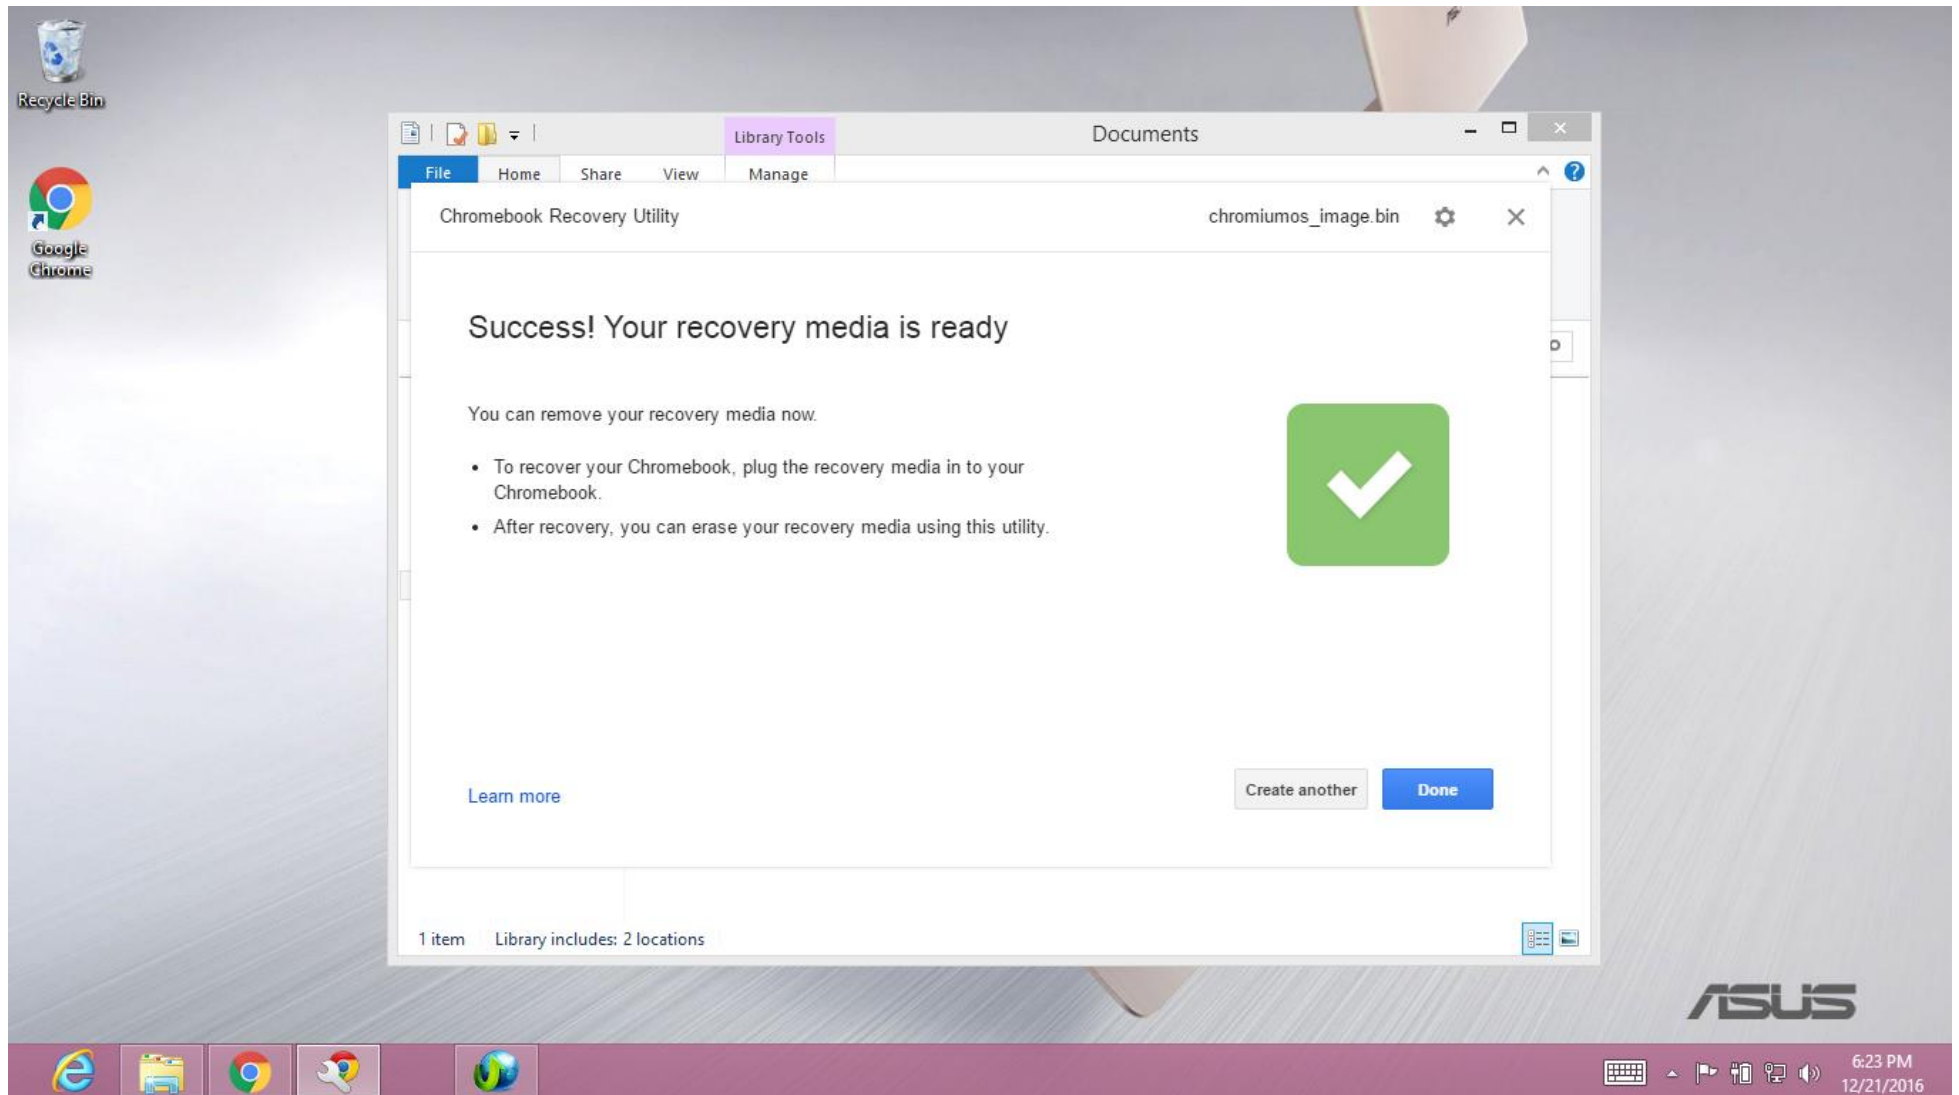 Recycle Bin
Google
Chrome
Library Tools
Documents
File Home Share View Manage
Chromebook Recovery Utility
chromiumos_image.bin
Success! Your recovery media is ready
You can remove your recovery media now.
• To recover your Chromebook, plug the recovery media in to your
Chromebook.
• After recovery, you can erase your recovery media using this utility.
Learn more
Create another
Done
1 item Library includes: 2 locations
ASUS
6:23 PM
12/21/2016